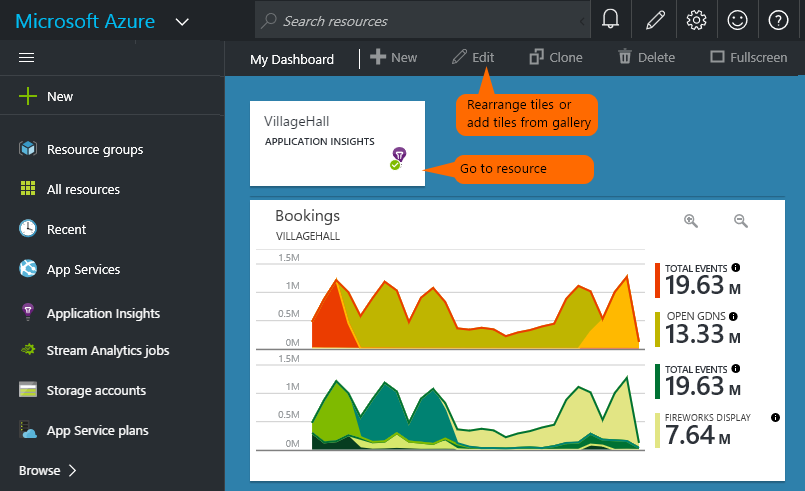 Microsoft Azure
Search resources
My Dashboard
New
Edit
Clone
Delete
Fullscreen
New
Resource groups
All resources
Recent
App Services
Application Insights
Stream Analytics jobs
Storage accounts
App Service plans
Browse
Rearrange tiles or
add tiles from gallery
VillageHall
APPLICATION INSIGHTS
Go to resource
Bookings
VILLAGEHALL
1.5M
1M
0.5M
0M
TOTAL EVENTS
19.63 M
OPEN GDNS
13.33 M
1.5M
1M
0.5M
0M
TOTAL EVENTS
19.63 M
FIREWORKS DISPLAY
7.64 M